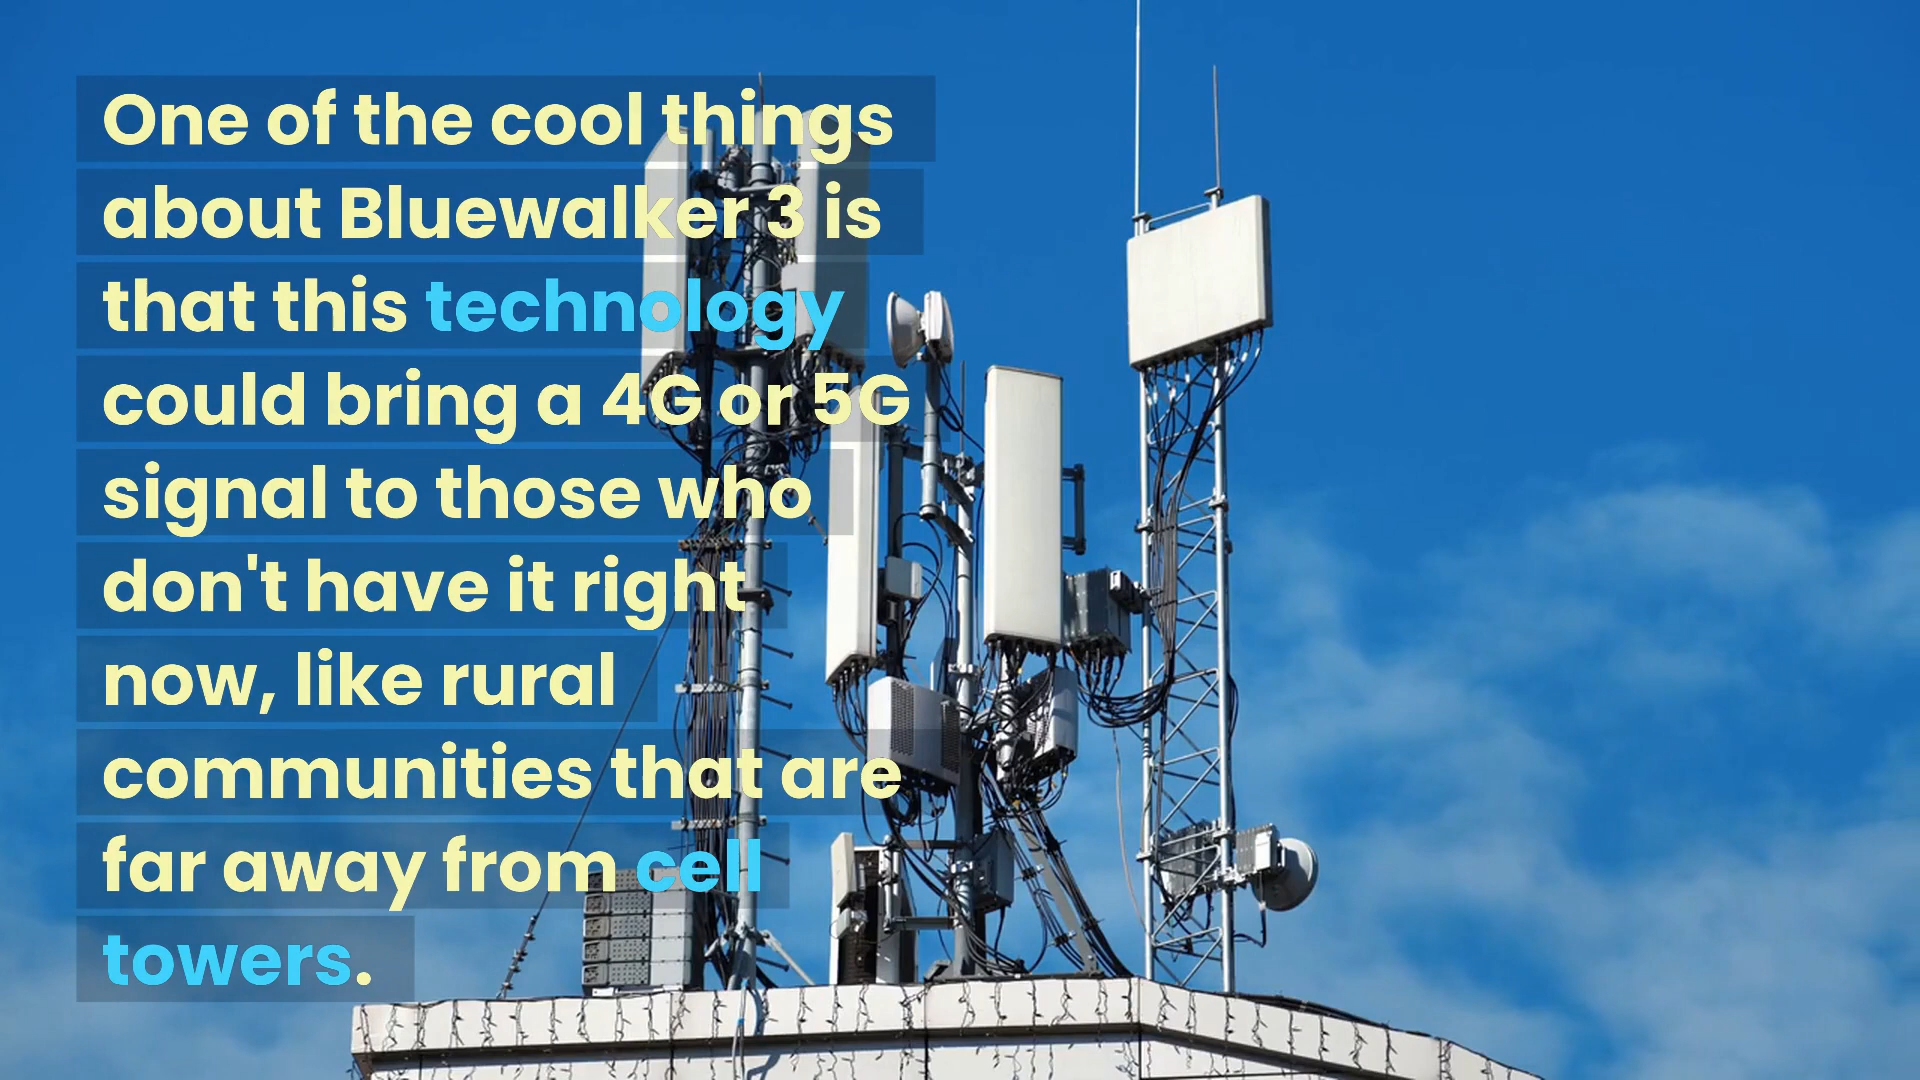 One of the cool things
about Bluewalker 3 is
that this technology
could bring a 4G or 5G
signal to those who
don't have it right
now, like rural
communities that are
far away from cell
towers.